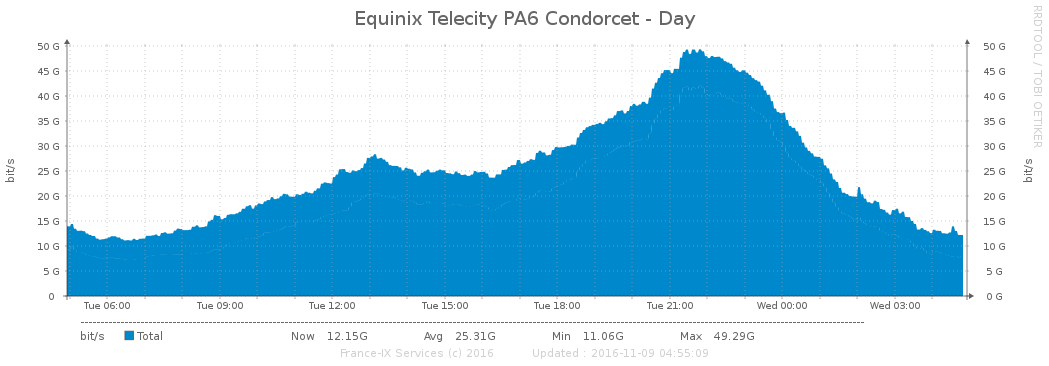 Equinix Telecity PA6 Condorcet - Day
RRDTOOL / TOBI OETIKER
50 G 50 G
45 G 45 G
40 G 40 G
35 G 35 G
30 G 30 G
25 G 25 G
20 G 20 G
15 G 15 G
10 G 10 G
5 G 5 G
0 0 G
bit/s bit/s
Tue 06:00 Tue 09:00 Tue 12:00 Tue 15:00 Tue 18:00 Tue 21:00 Wed 00:00 Wed 03:00
bit/s Total Now 12.15G Avg 25.31G Min 11.06G Max 49.29G
France-IX Services (c) 2016 Updated : 2016-11-09 04:55:09